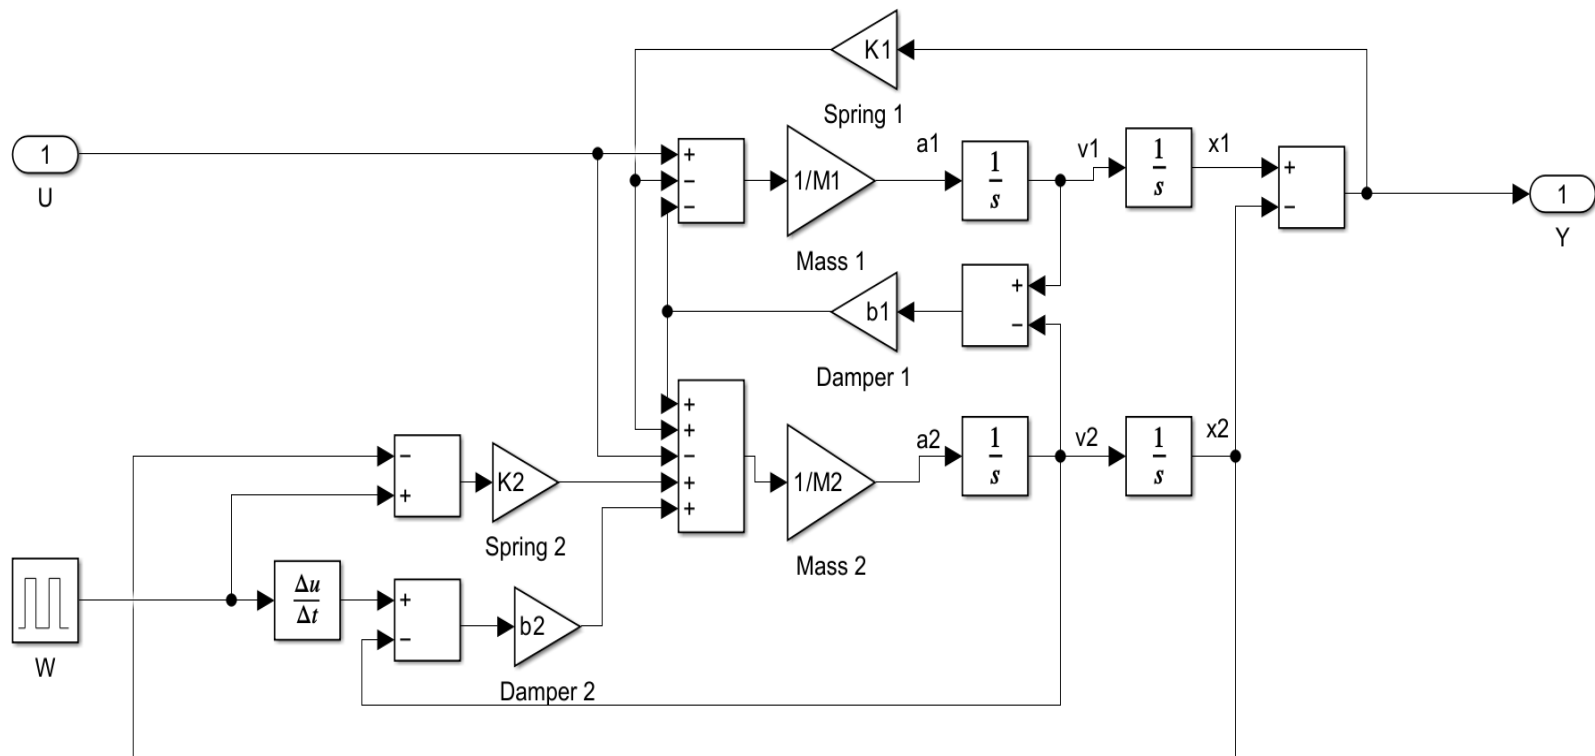 K1
Spring 1
1
U
+
−
−
1/M1
Mass 1
a1
1
s
v1
1
s
x1
+
−
1
Y
+
−
b1
Damper 1
+
+
−
+
+
1/M2
Mass 2
a2
1
s
v2
1
s
x2
−
+
K2
Spring 2
W
Δu
Δt
+
−
b2
Damper 2